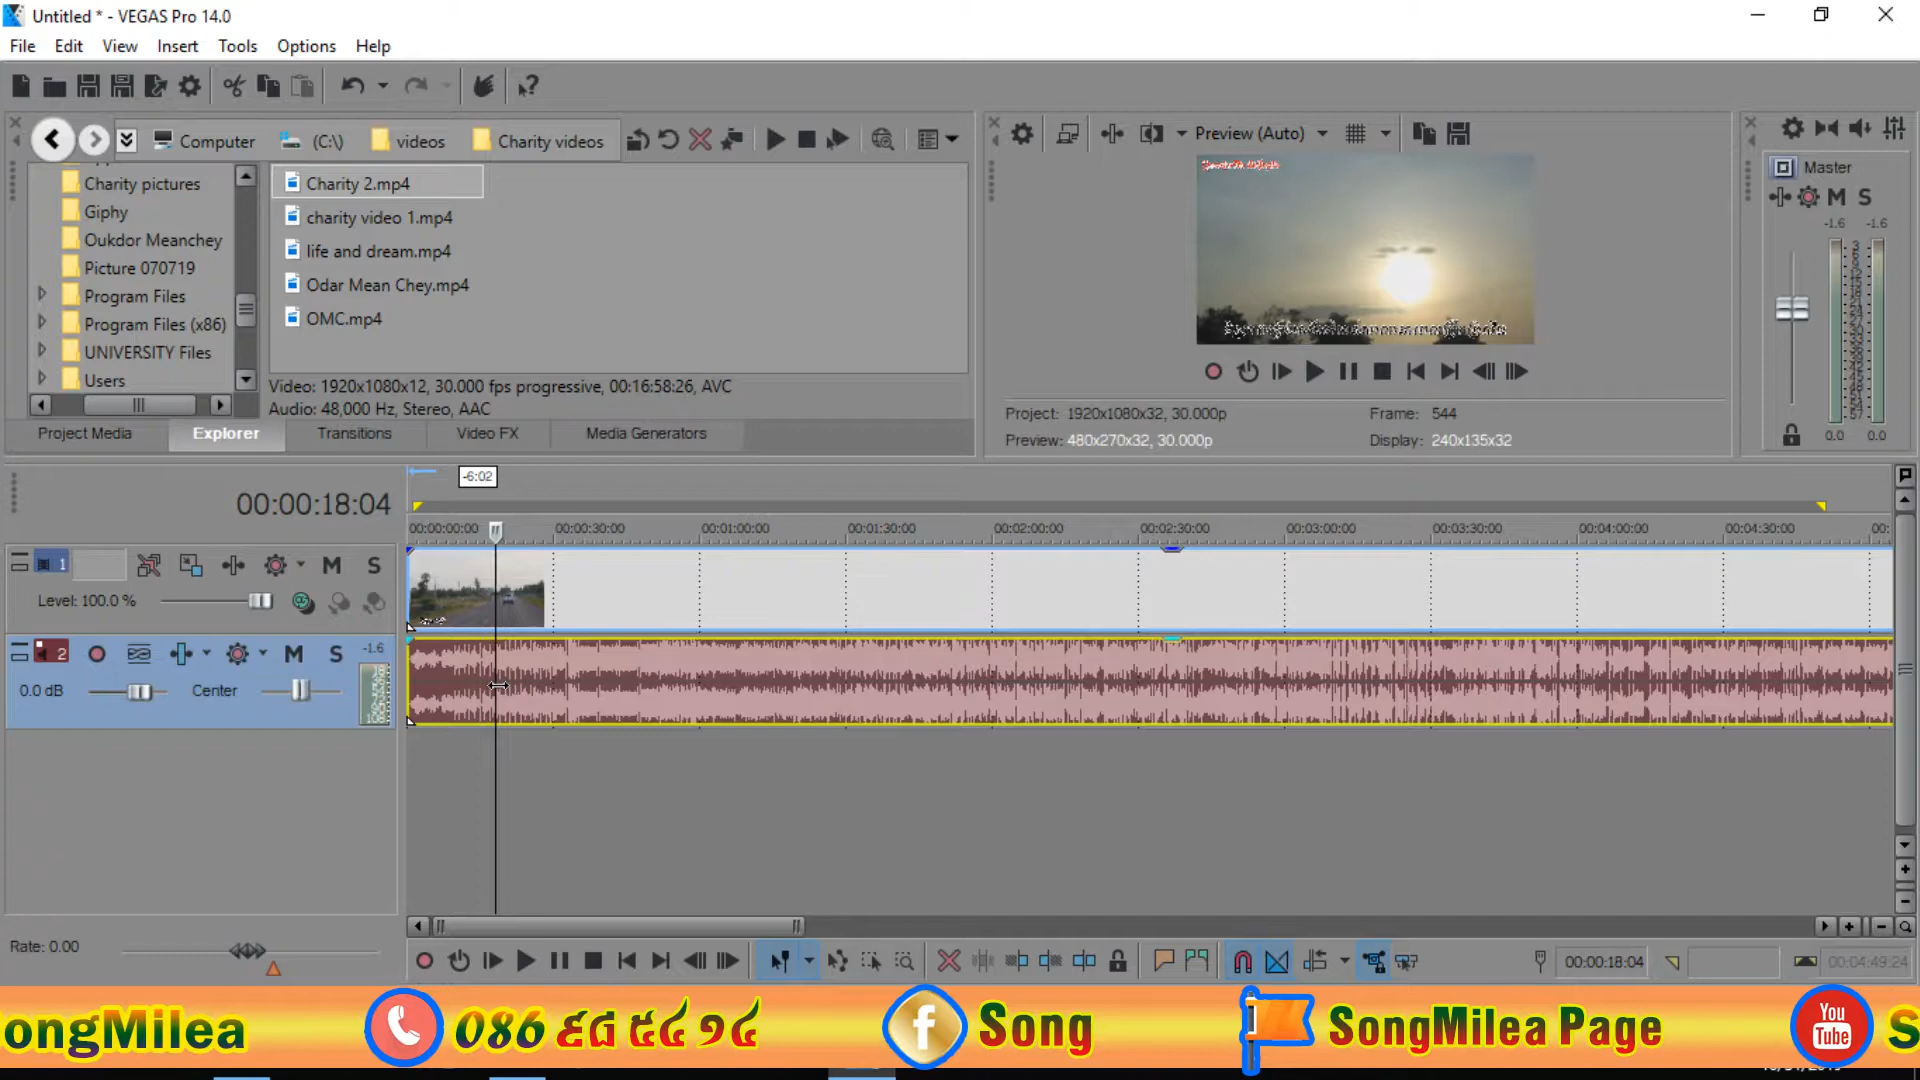 Untitled * - VEGAS Pro 14.0
File Edit View Insert Tools Options Help
Computer (C:) videos Charity videos
Preview (Auto)
Master
Charity pictures
Giphy
Oukdor Meanchey
Picture 070719
Program Files
Program Files (x86)
UNIVERSITY Files
Users
Charity 2.mp4
charity video 1.mp4
life and dream.mp4
Odar Mean Chey.mp4
OMC.mp4
M S
-1.6 -1.6
0.0 0.0
Video: 1920x1080x12, 30.000 fps progressive, 00:16:58:26, AVC
Audio: 48,000 Hz, Stereo, AAC
Project Media Explorer Transitions Video FX Media Generators
Project: 1920x1080x32, 30.000p Frame: 544
Preview: 480x270x32, 30.000p Display: 240x135x32
-6:02
00:00:18:04
00:00:00:00 00:00:30:00 00:01:00:00 00:01:30:00 00:02:00:00 00:02:30:00 00:03:00:00 00:03:30:00 00:04:00:00 00:04:30:00 00:
1 M S
Level: 100.0 %
2 M S -1.6
0.0 dB Center
Rate: 0.00
00:00:18:04 00:04:49:24
ongMilea 086 ៩៨ ៥៤ ១៤ Song SongMilea Page You Tube S